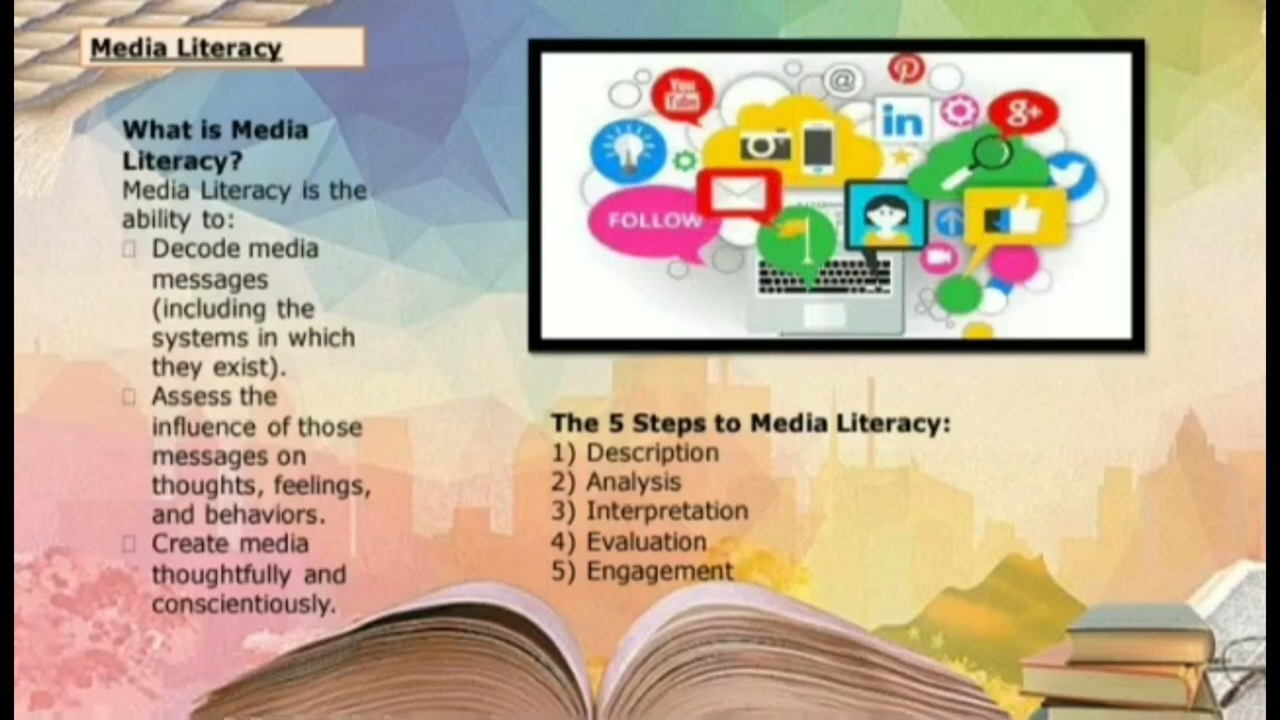 Media Literacy
What is Media
Literacy?
Media Literacy is the
ability to:
Decode media
messages
(including the
systems in which
they exist).
Assess the
influence of those
messages on
thoughts, feelings,
and behaviors.
Create media
thoughtfully and
conscientiously.
You
Tube
@
in
g+
FOLLOW
The 5 Steps to Media Literacy:
1) Description
2) Analysis
3) Interpretation
4) Evaluation
5) Engagement